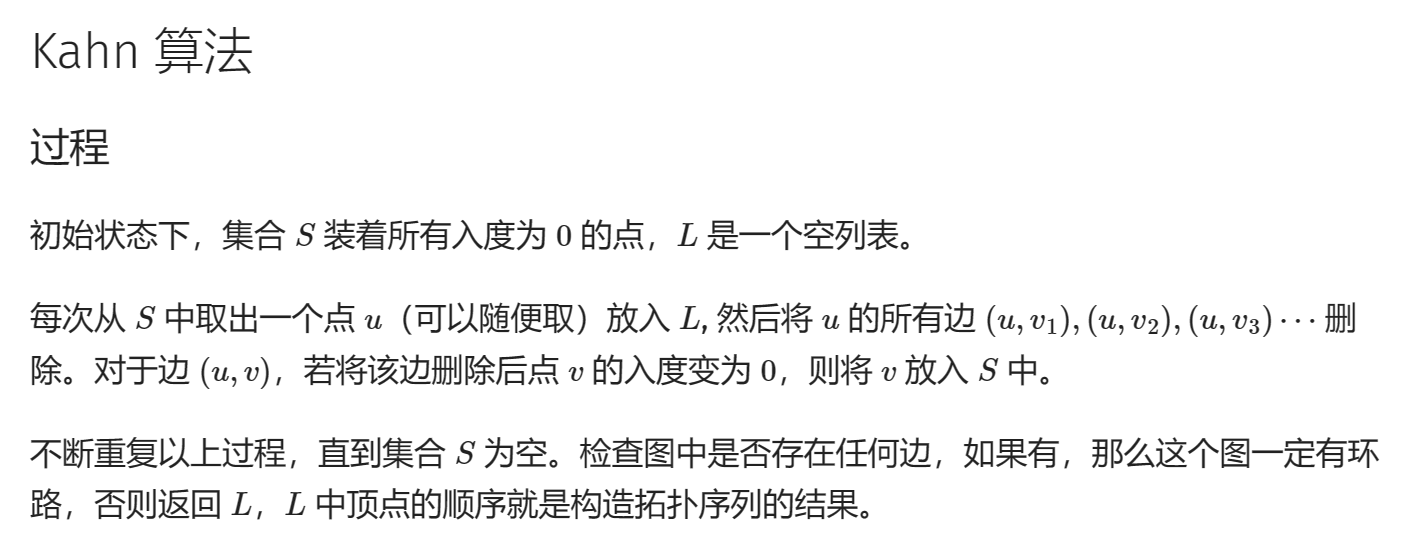 Kahn 算法
过程
初始状态下，集合 S 装着所有入度为 0 的点，L 是一个空列表。
每次从 S 中取出一个点 u（可以随便取）放入 L, 然后将 u 的所有边 (u, v₁), (u, v₂), (u, v₃) ⋯ 删
除。对于边 (u, v)，若将该边删除后点 v 的入度变为 0，则将 v 放入 S 中。
不断重复以上过程，直到集合 S 为空。检查图中是否存在任何边，如果有，那么这个图一定有环
路，否则返回 L，L 中顶点的顺序就是构造拓扑序列的结果。